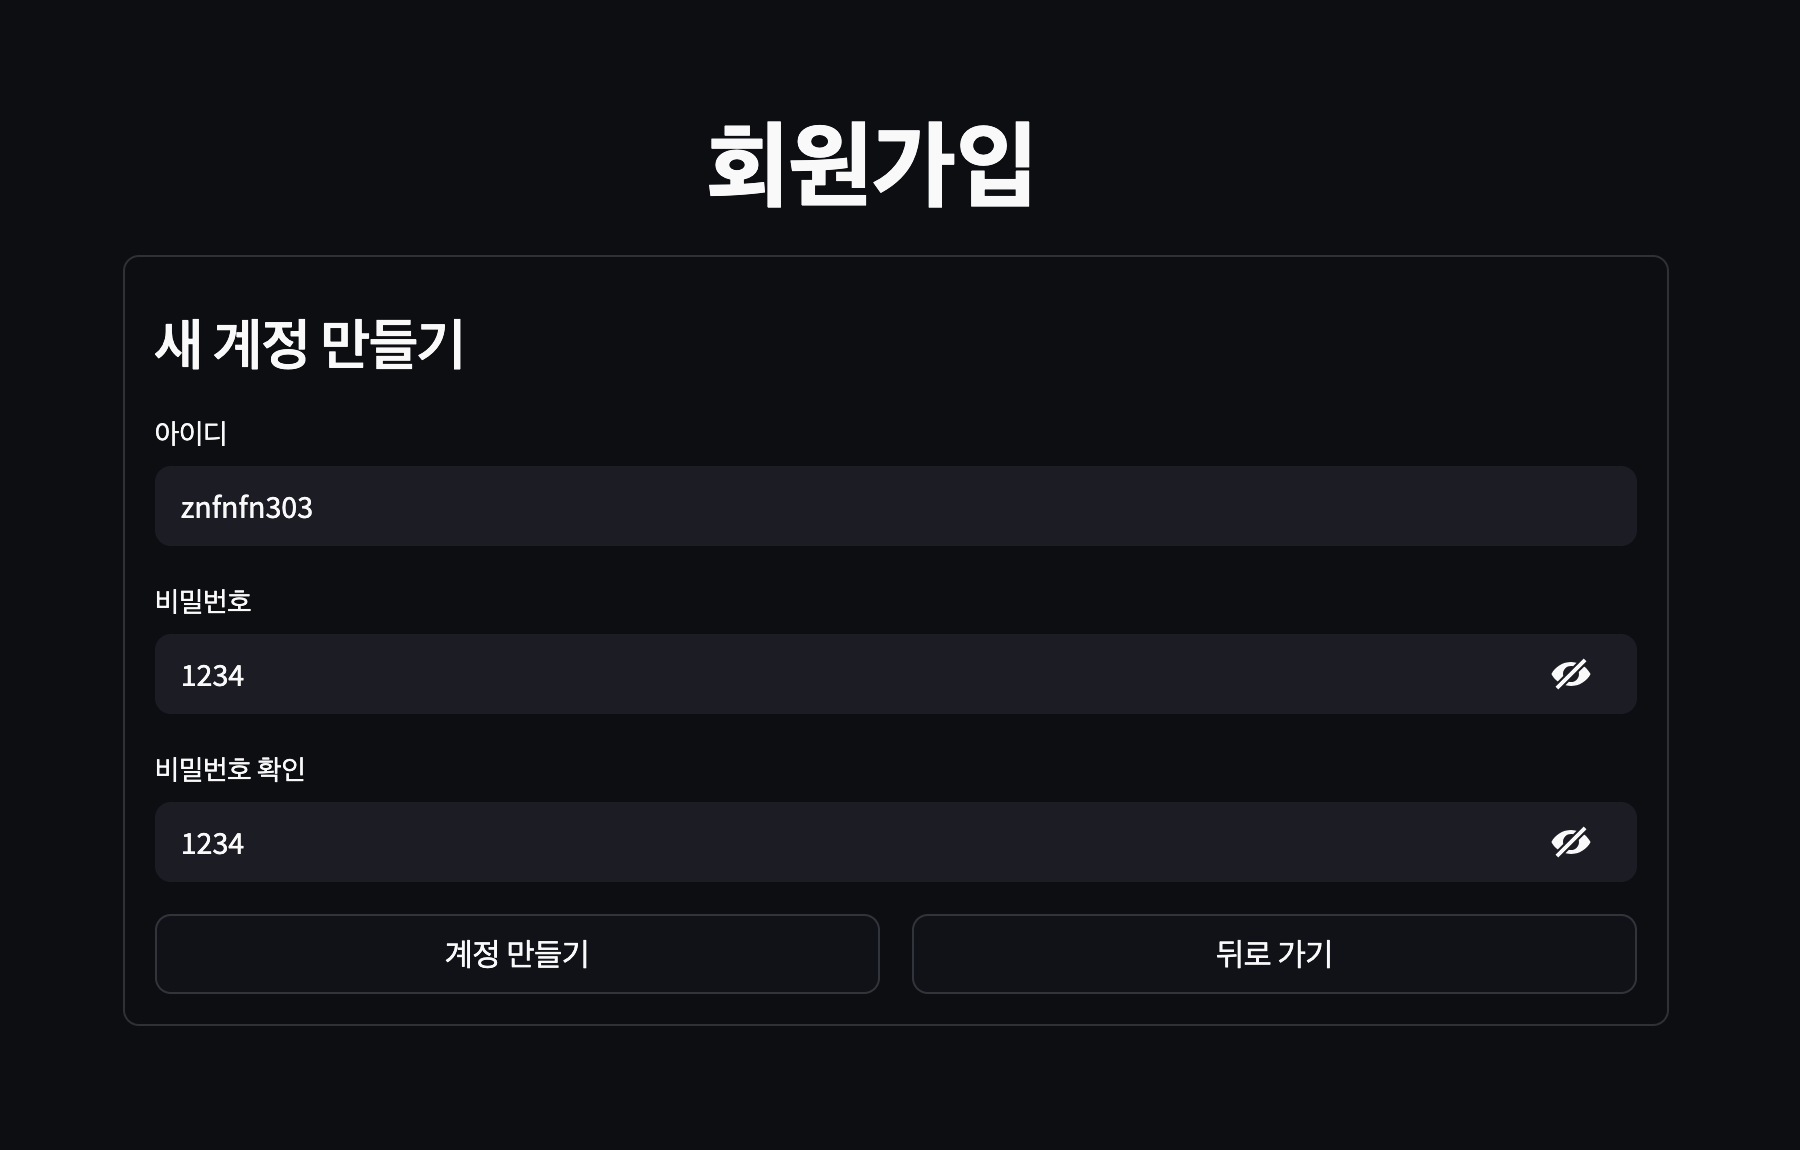 회원가입
새 계정 만들기
아이디
znfnfn303
비밀번호
1234
비밀번호 확인
1234
계정 만들기
뒤로 가기